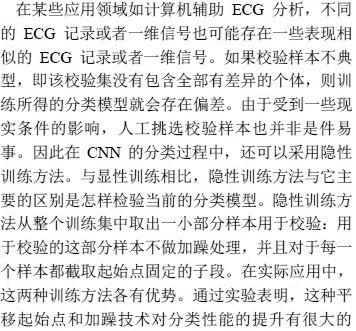 在某些应用领域如计算机辅助 ECG 分析，不同
的 ECG 记录或者一维信号也可能存在一些表现相
似的 ECG 记录或者一维信号。如果校验样本不典
型，即该校验集没有包含全部有差异的个体，则训
练所得的分类模型就会存在偏差。由于受到一些现
实条件的影响，人工挑选校验样本也并非是件易
事。因此在 CNN 的分类过程中，还可以采用隐性
训练方法。与显性训练相比，隐性训练方法与它主
要的区别是怎样检验当前的分类模型。隐性训练方
法从整个训练集中取出一小部分样本用于校验：用
于校验的这部分样本不做加躁处理，并且对于每一
个样本都截取起始点固定的子段。在实际应用中，
这两种训练方法各有优势。通过实验表明，这种平
移起始点和加躁技术对分类性能的提升有很大的